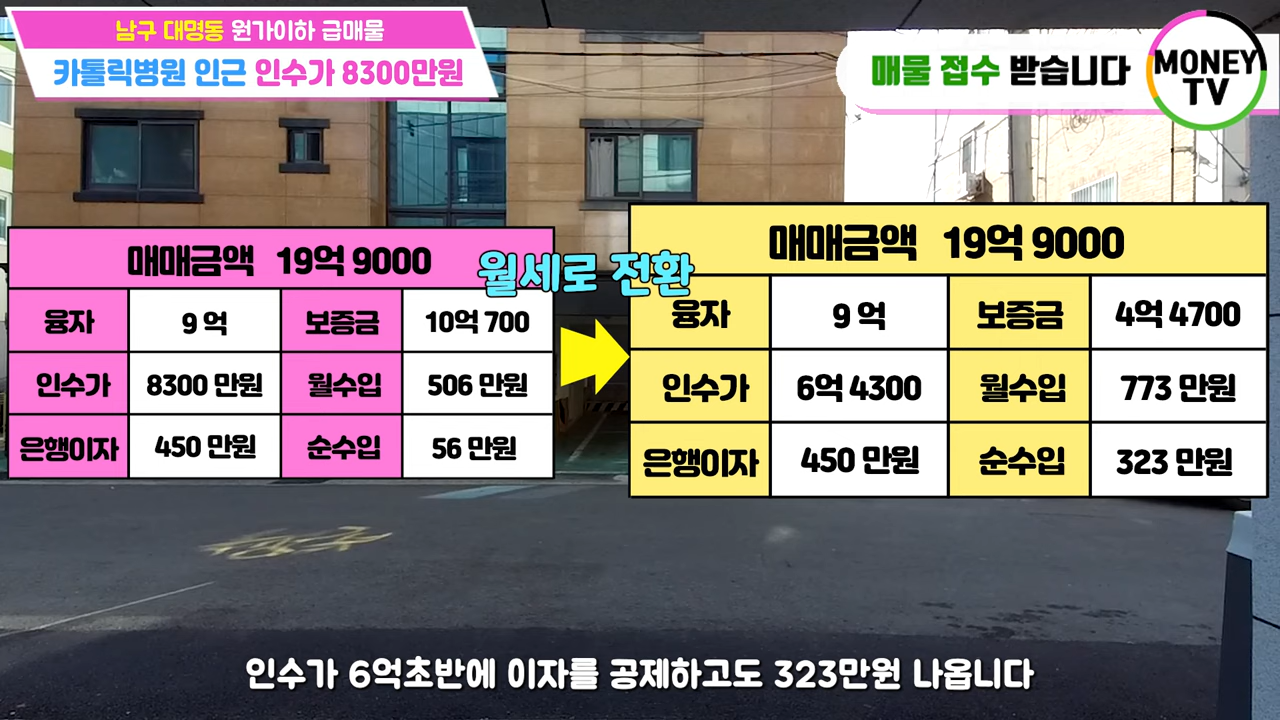 남구 대명동 원가이하 급매물
카톨릭병원 인근 인수가 8300만원
매물 접수 받습니다
MONEY
TV
매매금액 19억 9000
융자 9 억 보증금 10억 700
인수가 8300 만원 월수입 506 만원
은행이자 450 만원 순수입 56 만원
월세로 전환
매매금액 19억 9000
융자 9 억 보증금 4억 4700
인수가 6억 4300 월수입 773 만원
은행이자 450 만원 순수입 323 만원
인수가 6억초반에 이자를 공제하고도 323만원 나옵니다